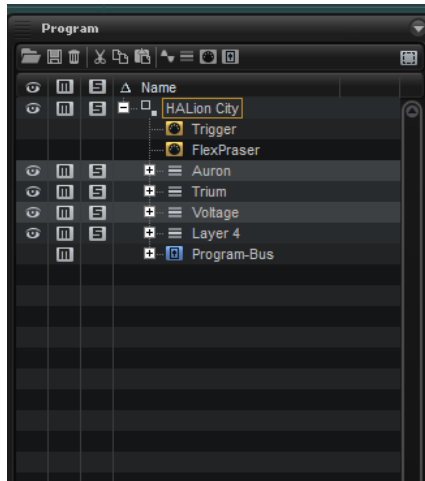 Program
Name
HALion City
Trigger
FlexPraser
Auron
Trium
Voltage
Layer 4
Program-Bus